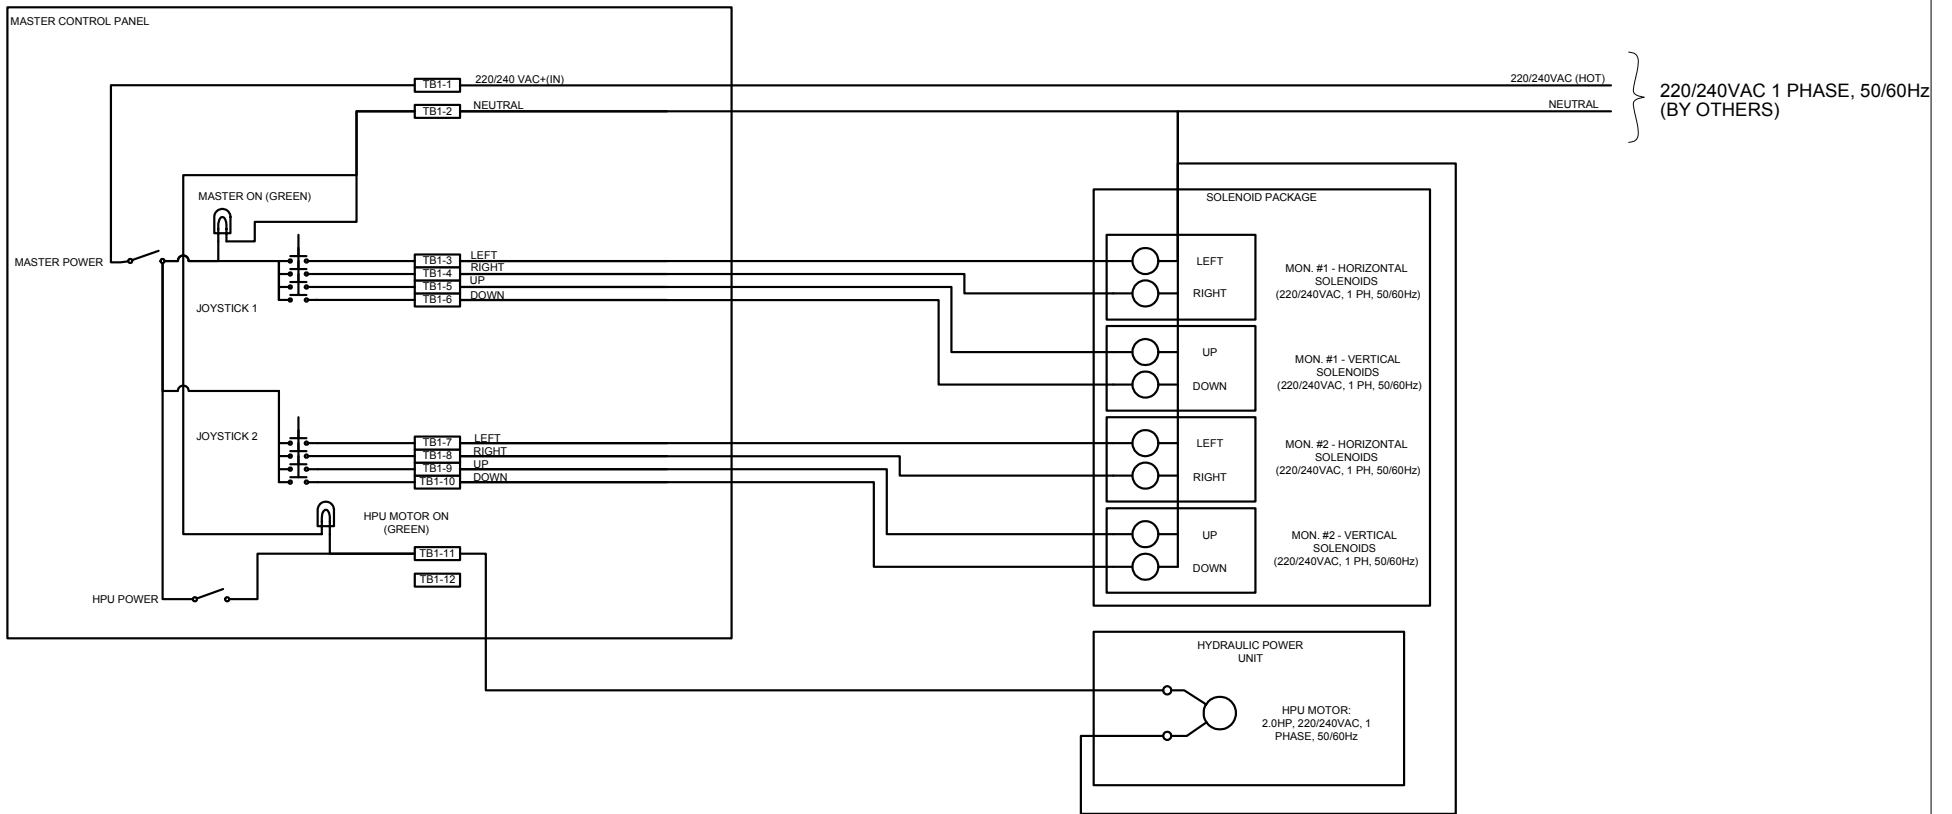 MASTER CONTROL PANEL
TB1-1
220/240 VAC+(IN)
220/240VAC (HOT)
TB1-2
NEUTRAL
NEUTRAL
220/240VAC 1 PHASE, 50/60Hz
(BY OTHERS)
MASTER ON (GREEN)
MASTER POWER
JOYSTICK 1
TB1-3
LEFT
TB1-4
RIGHT
TB1-5
UP
TB1-6
DOWN
JOYSTICK 2
TB1-7
LEFT
TB1-8
RIGHT
TB1-9
UP
TB1-10
DOWN
HPU MOTOR ON
(GREEN)
TB1-11
TB1-12
HPU POWER
SOLENOID PACKAGE
LEFT
RIGHT
MON. #1 - HORIZONTAL
SOLENOIDS
(220/240VAC, 1 PH, 50/60Hz)
UP
DOWN
MON. #1 - VERTICAL
SOLENOIDS
(220/240VAC, 1 PH, 50/60Hz)
LEFT
RIGHT
MON. #2 - HORIZONTAL
SOLENOIDS
(220/240VAC, 1 PH, 50/60Hz)
UP
DOWN
MON. #2 - VERTICAL
SOLENOIDS
(220/240VAC, 1 PH, 50/60Hz)
HYDRAULIC POWER
UNIT
HPU MOTOR:
2.0HP, 220/240VAC, 1
PHASE, 50/60Hz